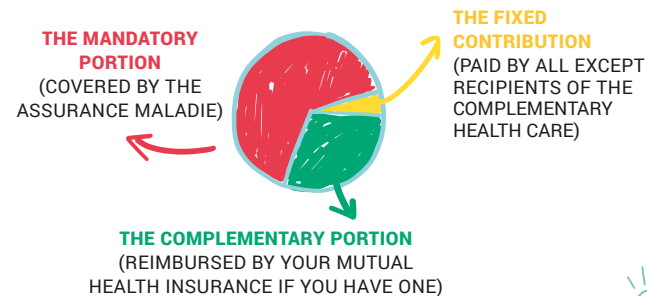 THE MANDATORY
PORTION
(COVERED BY THE
ASSURANCE MALADIE)
THE FIXED
CONTRIBUTION
(PAID BY ALL EXCEPT
RECIPIENTS OF THE
COMPLEMENTARY
HEALTH CARE)
THE COMPLEMENTARY PORTION
(REIMBURSED BY YOUR MUTUAL
HEALTH INSURANCE IF YOU HAVE ONE)